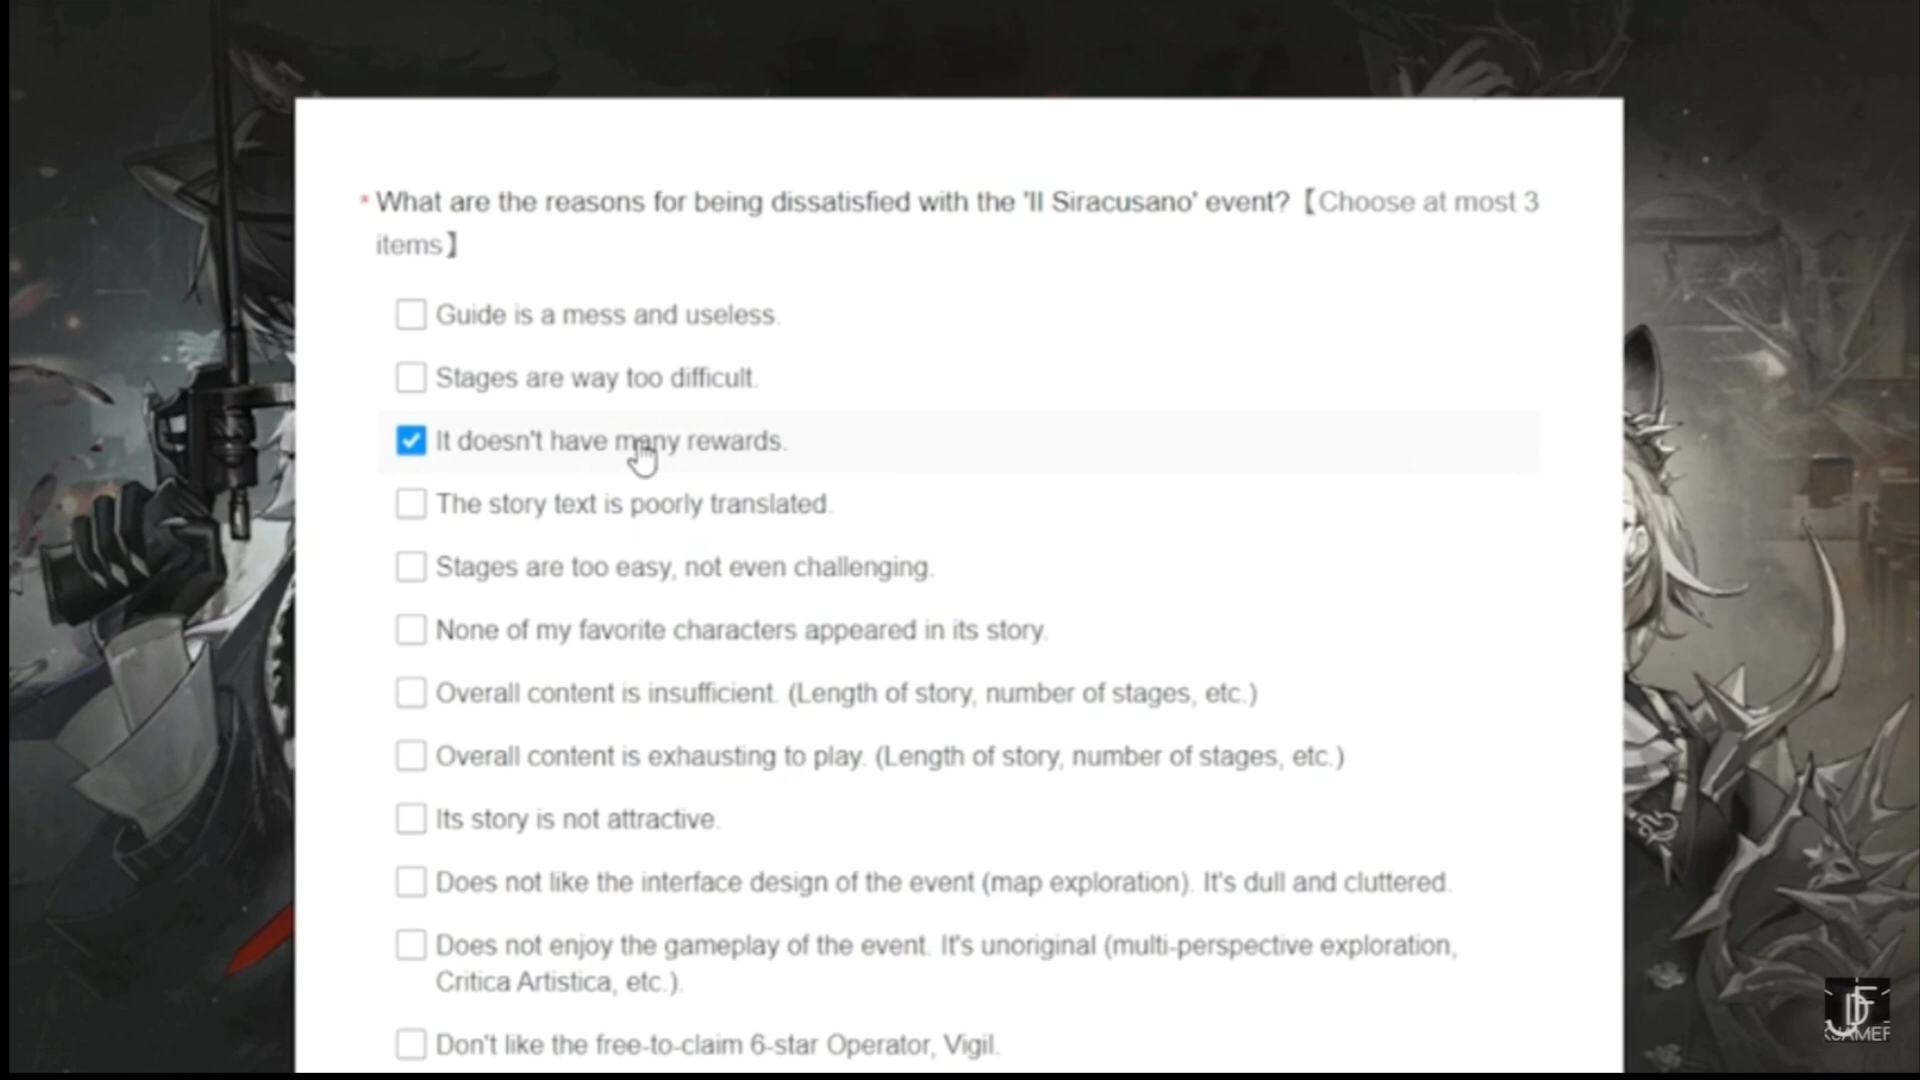 * What are the reasons for being dissatisfied with the 'Il Siracusano' event?【Choose at most 3
items】
Guide is a mess and useless.
Stages are way too difficult.
It doesn't have many rewards.
The story text is poorly translated.
Stages are too easy, not even challenging.
None of my favorite characters appeared in its story.
Overall content is insufficient. (Length of story, number of stages, etc.)
Overall content is exhausting to play. (Length of story, number of stages, etc.)
Its story is not attractive.
Does not like the interface design of the event (map exploration). It's dull and cluttered.
Does not enjoy the gameplay of the event. It's unoriginal (multi-perspective exploration,
Critica Artistica, etc.).
Don't like the free-to-claim 6-star Operator, Vigil.